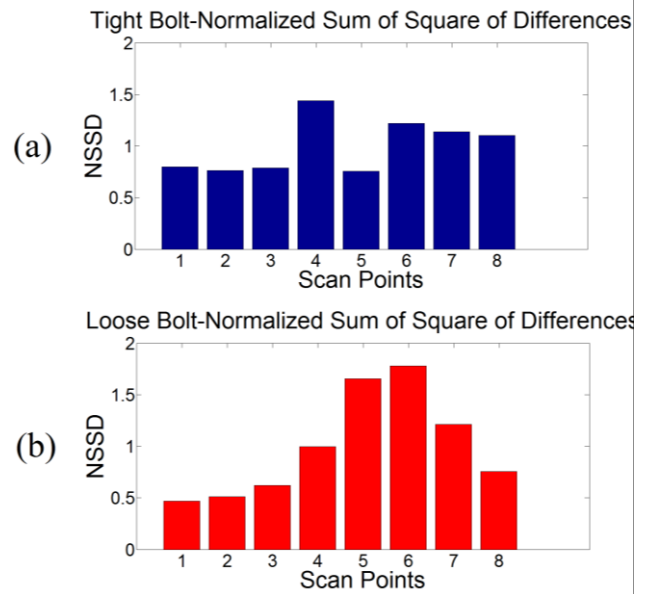 Tight Bolt-Normalized Sum of Square of Differences
2
1.5
(a)
NSSD
1
0.5
0
1 2 3 4 5 6 7 8
Scan Points
Loose Bolt-Normalized Sum of Square of Differences
2
1.5
(b)
NSSD
1
0.5
0
1 2 3 4 5 6 7 8
Scan Points